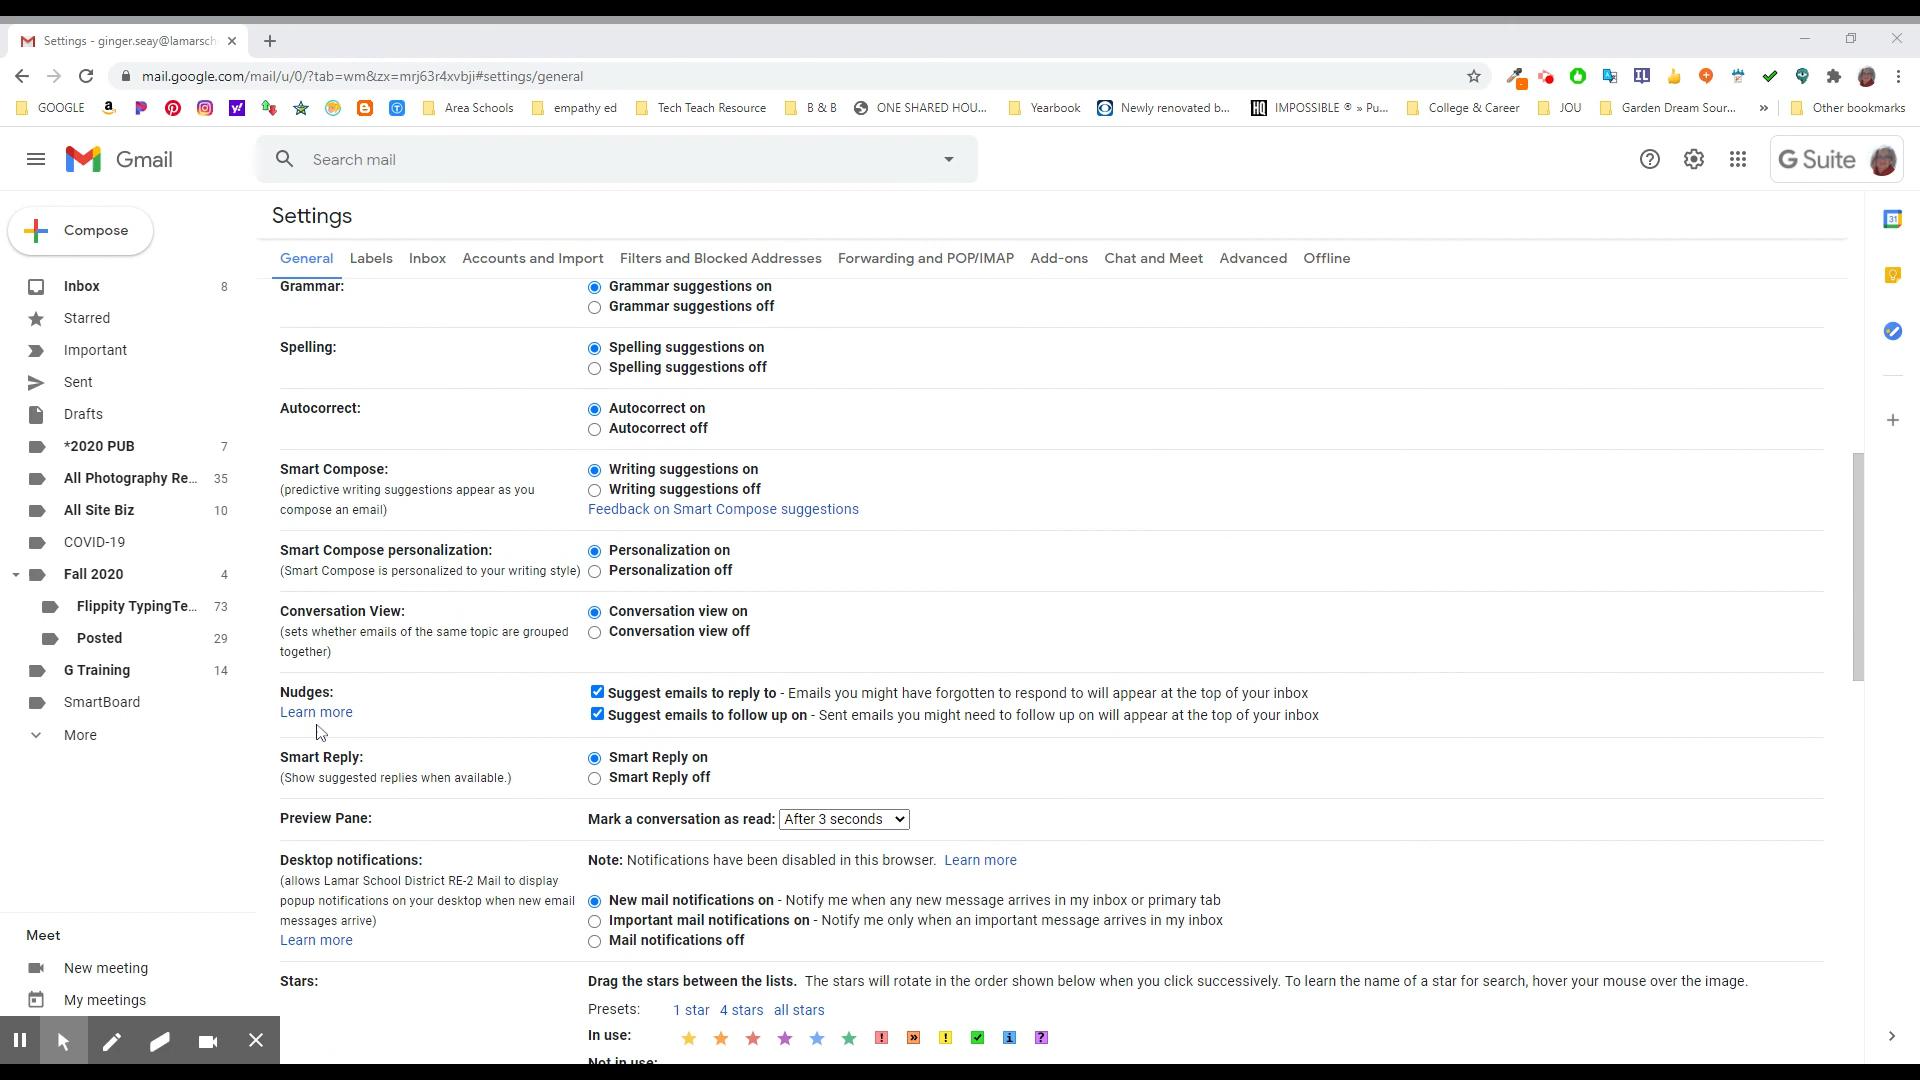 Settings - ginger.seay@lamarsch
mail.google.com/mail/u/0/?tab=wm&zx=mrj63r4xvbji#settings/general
GOOGLE Area Schools empathy ed Tech Teach Resource B & B ONE SHARED HOU... Yearbook Newly renovated b... IMPOSSIBLE ® » Pu... College & Career JOU Garden Dream Sour... » Other bookmarks
Gmail
Search mail
G Suite
Compose
Inbox 8
Starred
Important
Sent
Drafts
*2020 PUB 7
All Photography Re... 35
All Site Biz 10
COVID-19
Fall 2020 4
Flippity TypingTe... 73
Posted 29
G Training 14
SmartBoard
More
Meet
New meeting
My meetings
Settings
General Labels Inbox Accounts and Import Filters and Blocked Addresses Forwarding and POP/IMAP Add-ons Chat and Meet Advanced Offline
Grammar: Grammar suggestions on
Grammar suggestions off
Spelling: Spelling suggestions on
Spelling suggestions off
Autocorrect: Autocorrect on
Autocorrect off
Smart Compose: Writing suggestions on
(predictive writing suggestions appear as you Writing suggestions off
compose an email) Feedback on Smart Compose suggestions
Smart Compose personalization: Personalization on
(Smart Compose is personalized to your writing style) Personalization off
Conversation View: Conversation view on
(sets whether emails of the same topic are grouped Conversation view off
together)
Nudges: Suggest emails to reply to - Emails you might have forgotten to respond to will appear at the top of your inbox
Learn more Suggest emails to follow up on - Sent emails you might need to follow up on will appear at the top of your inbox
Smart Reply: Smart Reply on
(Show suggested replies when available.) Smart Reply off
Preview Pane: Mark a conversation as read: After 3 seconds
Desktop notifications: Note: Notifications have been disabled in this browser. Learn more
(allows Lamar School District RE-2 Mail to display
popup notifications on your desktop when new email New mail notifications on - Notify me when any new message arrives in my inbox or primary tab
messages arrive) Important mail notifications on - Notify me only when an important message arrives in my inbox
Learn more Mail notifications off
Stars: Drag the stars between the lists. The stars will rotate in the order shown below when you click successively. To learn the name of a star for search, hover your mouse over the image.
Presets: 1 star 4 stars all stars
In use: ! » ! i ?
Not in use:
31